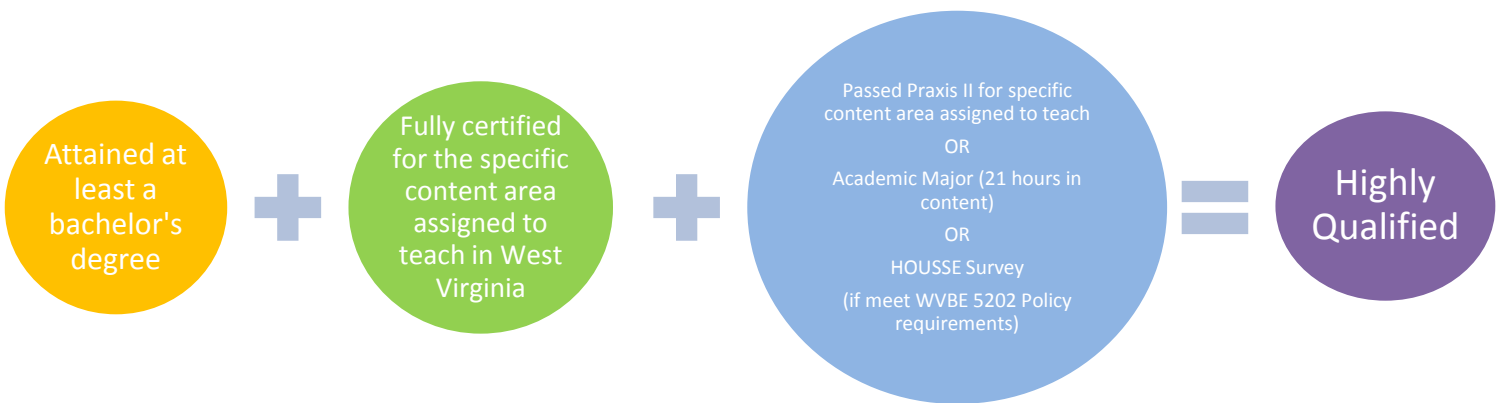 Attained at
least a
bachelor's
degree
Fully certified
for the specific
content area
assigned to
teach in West
Virginia
Passed Praxis II for specific
content area assigned to teach
OR
Academic Major (21 hours in
content)
OR
HOUSSE Survey
(if meet WVBE 5202 Policy
requirements)
Highly
Qualified